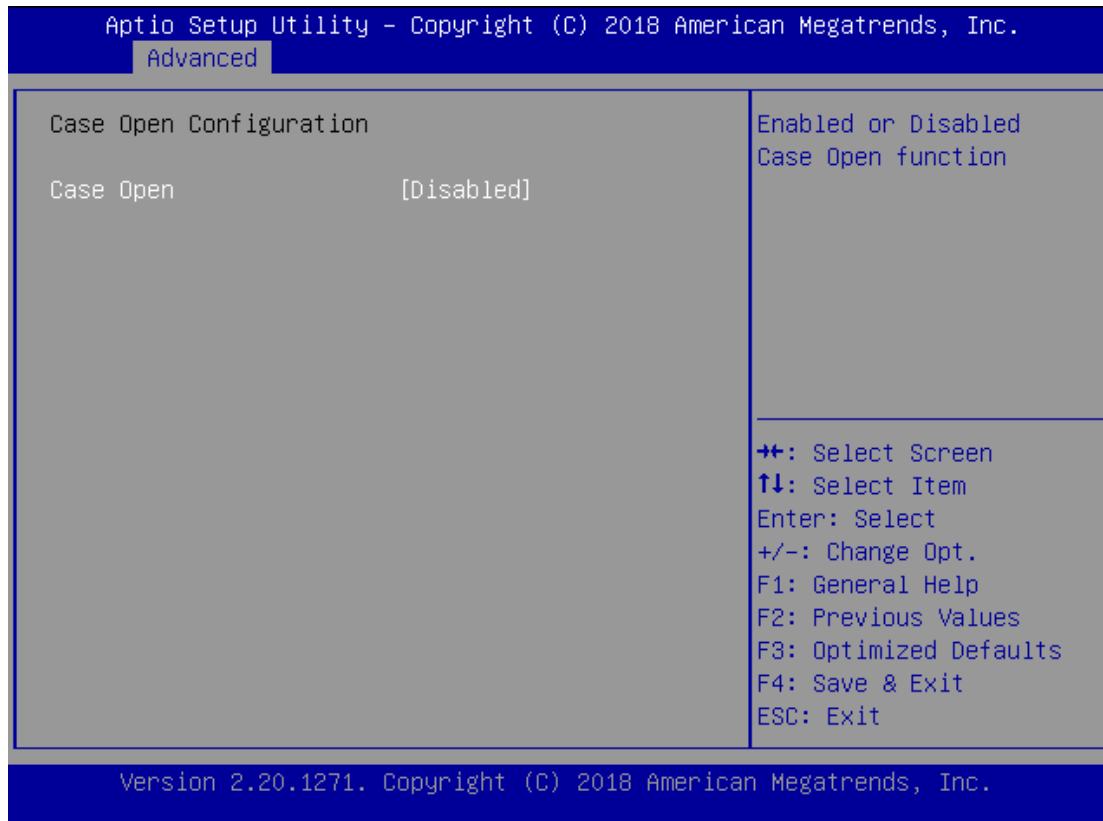 Aptio Setup Utility – Copyright (C) 2018 American Megatrends, Inc.
Advanced
Case Open Configuration
Case Open [Disabled]
Enabled or Disabled
Case Open function
→←: Select Screen
↑↓: Select Item
Enter: Select
+/-: Change Opt.
F1: General Help
F2: Previous Values
F3: Optimized Defaults
F4: Save & Exit
ESC: Exit
Version 2.20.1271. Copyright (C) 2018 American Megatrends, Inc.